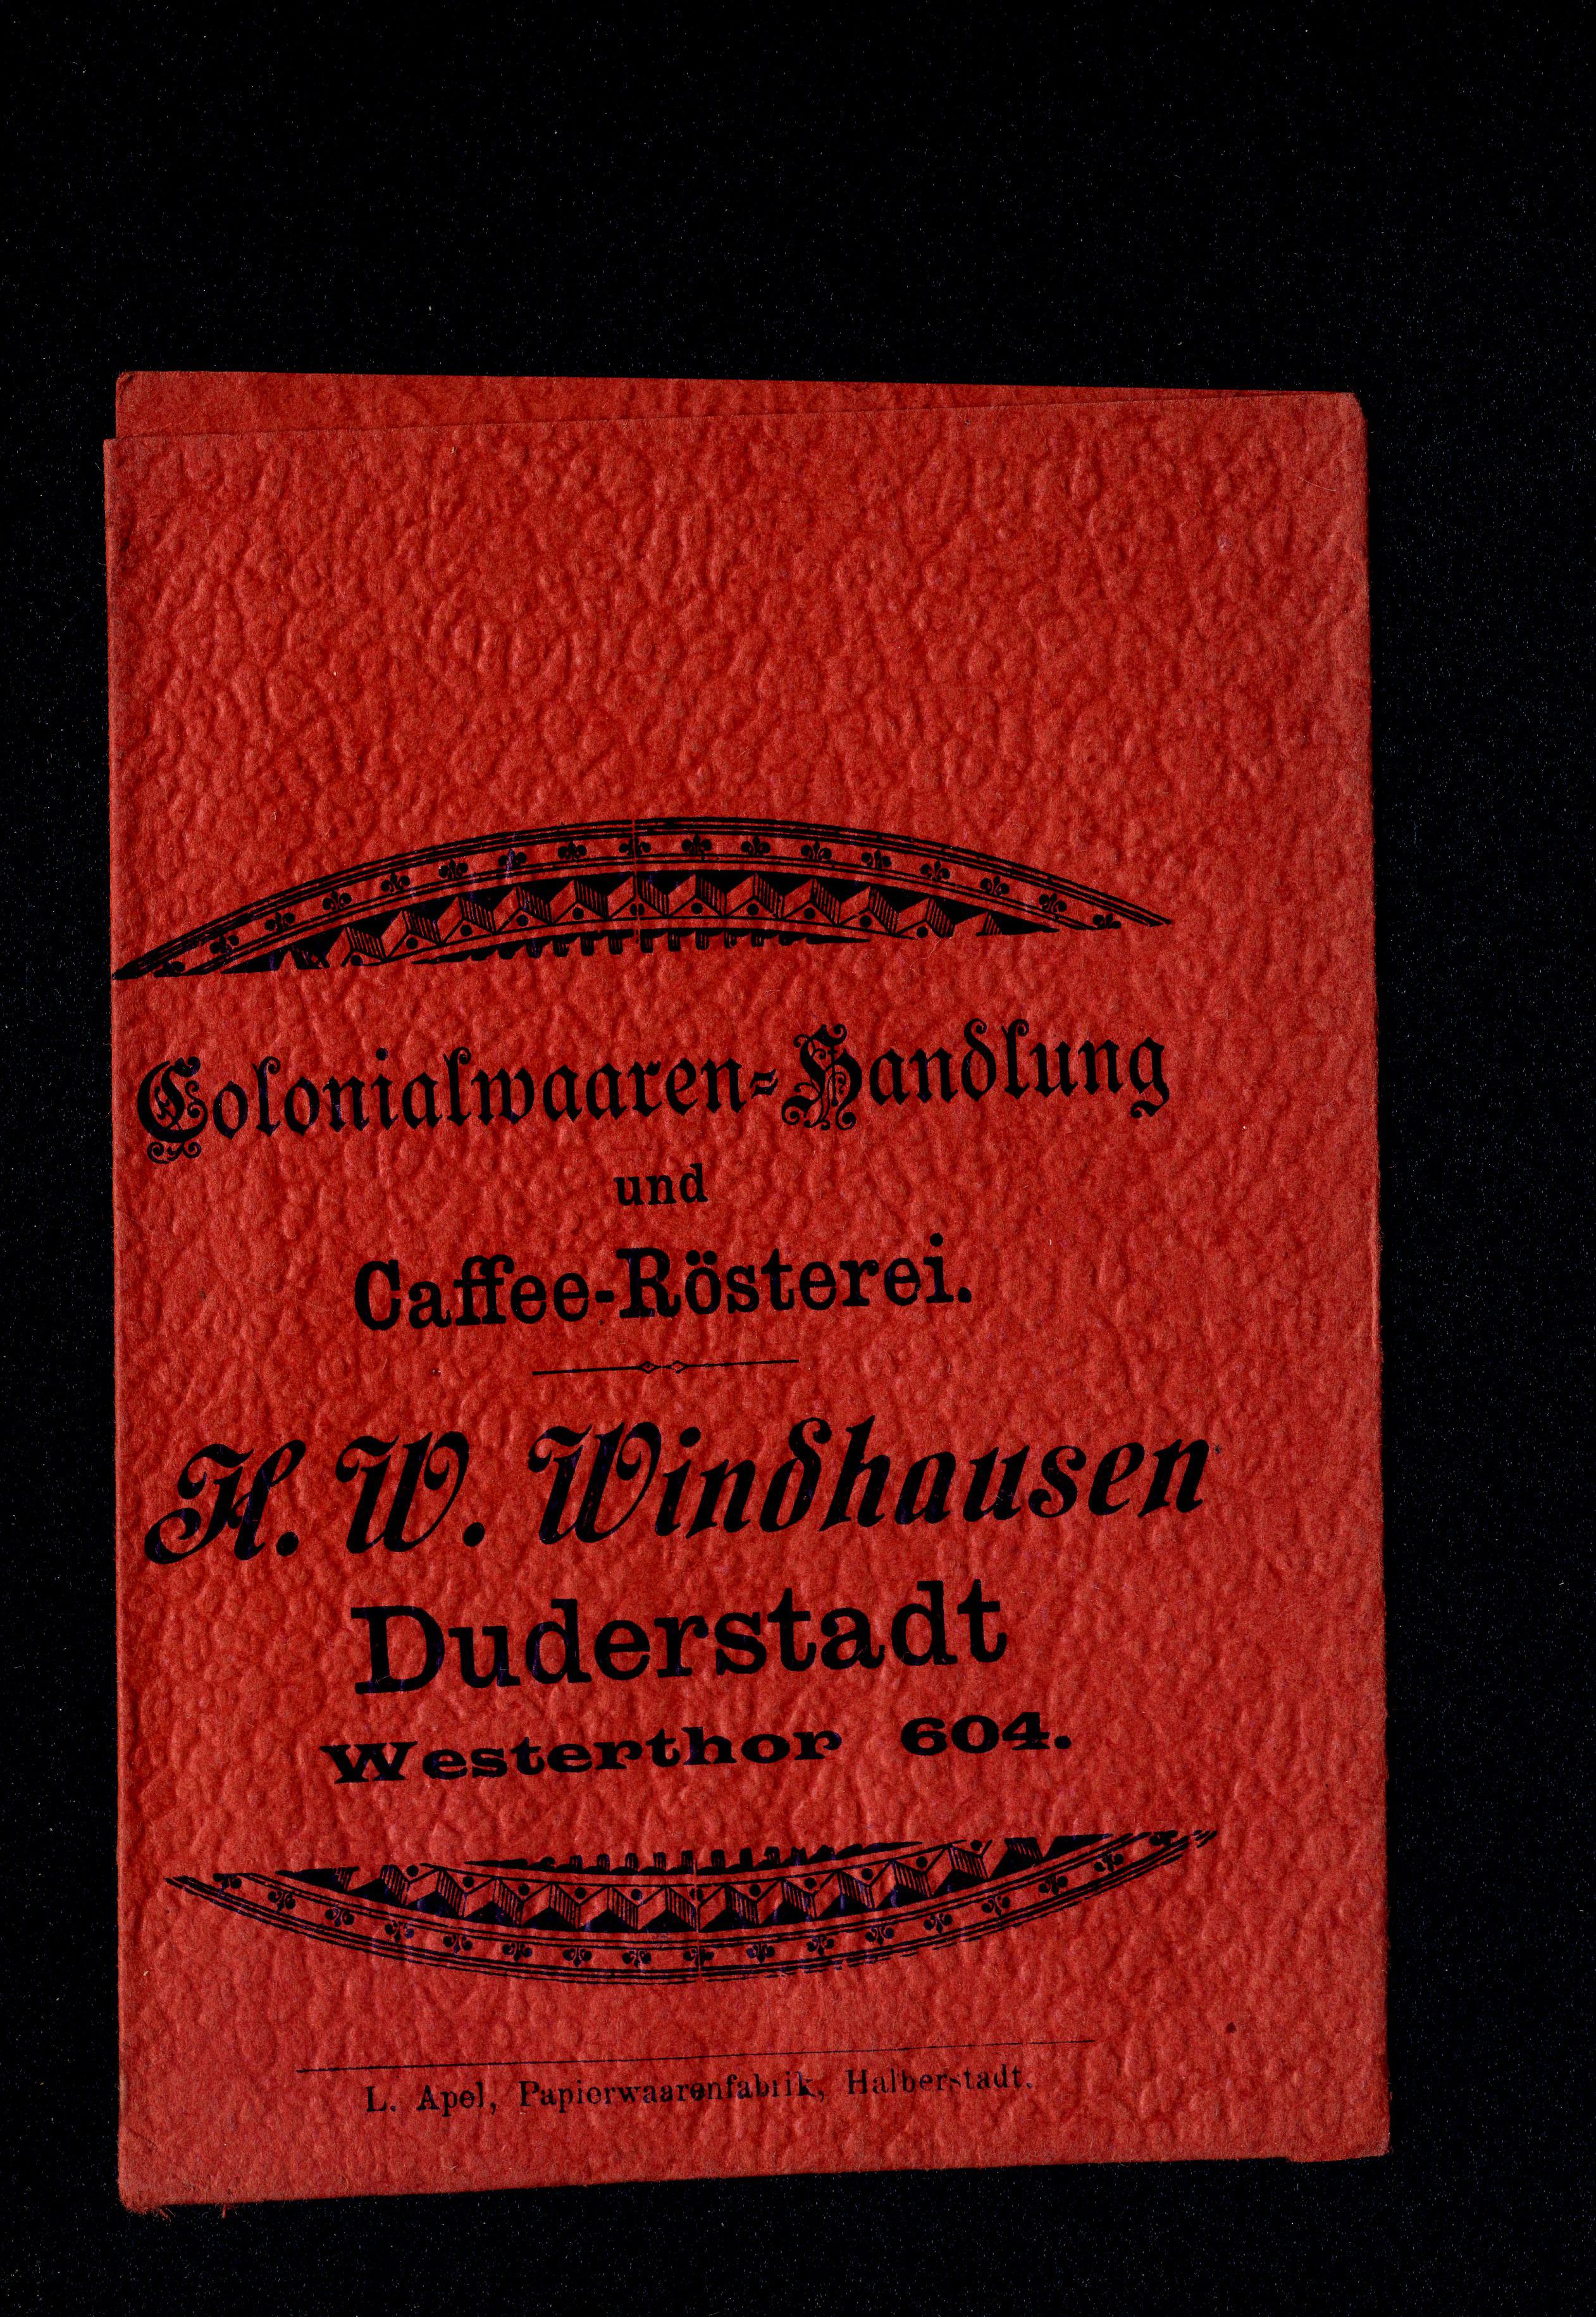 Colonialwaaren-Handlung
und
Caffee-Rösterei.
H. W. Windhausen
Duderstadt
Westerthor 604.
L. Apel, Papierwaarenfabrik, Halberstadt.